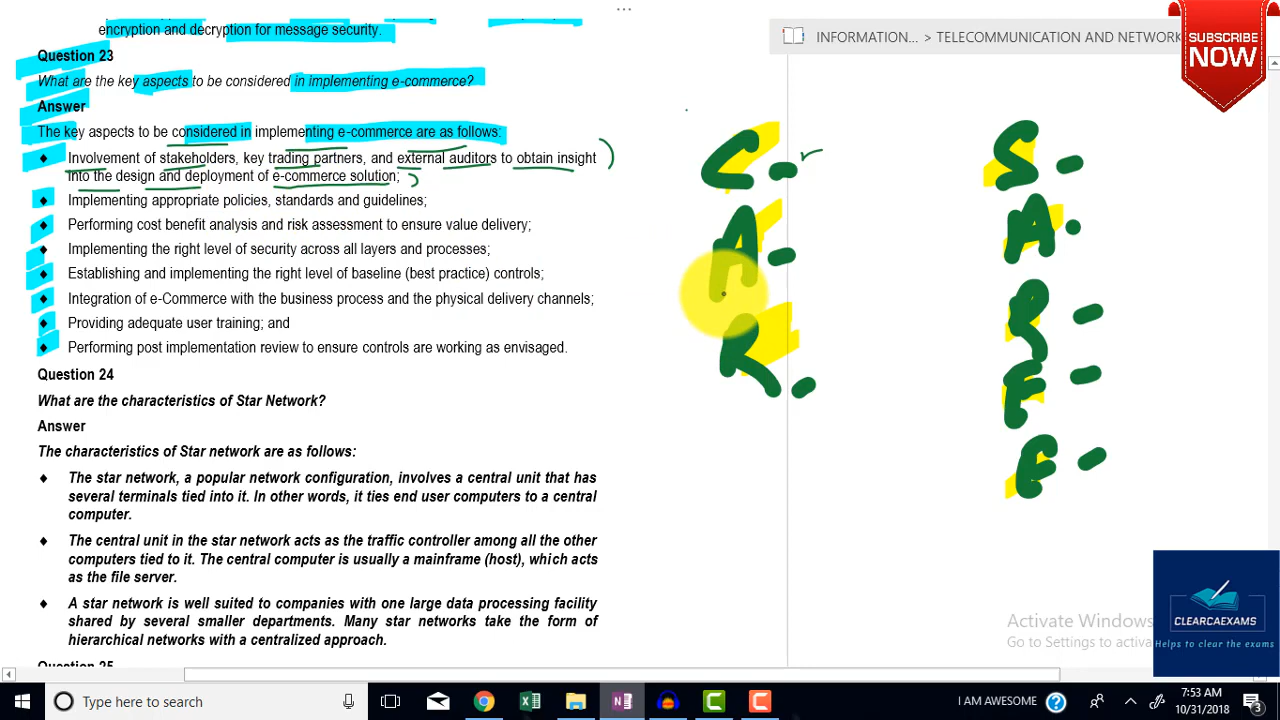 encryption and decryption for message security.
Question 23
What are the key aspects to be considered in implementing e-commerce?
Answer
The key aspects to be considered in implementing e-commerce are as follows:
♦ Involvement of stakeholders, key trading partners, and external auditors to obtain insight
into the design and deployment of e-commerce solution;
♦ Implementing appropriate policies, standards and guidelines;
♦ Performing cost benefit analysis and risk assessment to ensure value delivery;
♦ Implementing the right level of security across all layers and processes;
♦ Establishing and implementing the right level of baseline (best practice) controls;
♦ Integration of e-Commerce with the business process and the physical delivery channels;
♦ Providing adequate user training; and
♦ Performing post implementation review to ensure controls are working as envisaged.
Question 24
What are the characteristics of Star Network?
Answer
The characteristics of Star network are as follows:
♦ The star network, a popular network configuration, involves a central unit that has
several terminals tied into it. In other words, it ties end user computers to a central
computer.
♦ The central unit in the star network acts as the traffic controller among all the other
computers tied to it. The central computer is usually a mainframe (host), which acts
as the file server.
♦ A star network is well suited to companies with one large data processing facility
shared by several smaller departments. Many star networks take the form of
hierarchical networks with a centralized approach.
INFORMATION... > TELECOMMUNICATION AND NETWORK
SUBSCRIBE
NOW
C -
A -
R -
S -
A -
R -
F -
E -
Activate Windows
Go to Settings to activa
CLEARCAEXAMS
Helps to clear the exams
Type here to search
I AM AWESOME
7:53 AM
10/31/2018
3